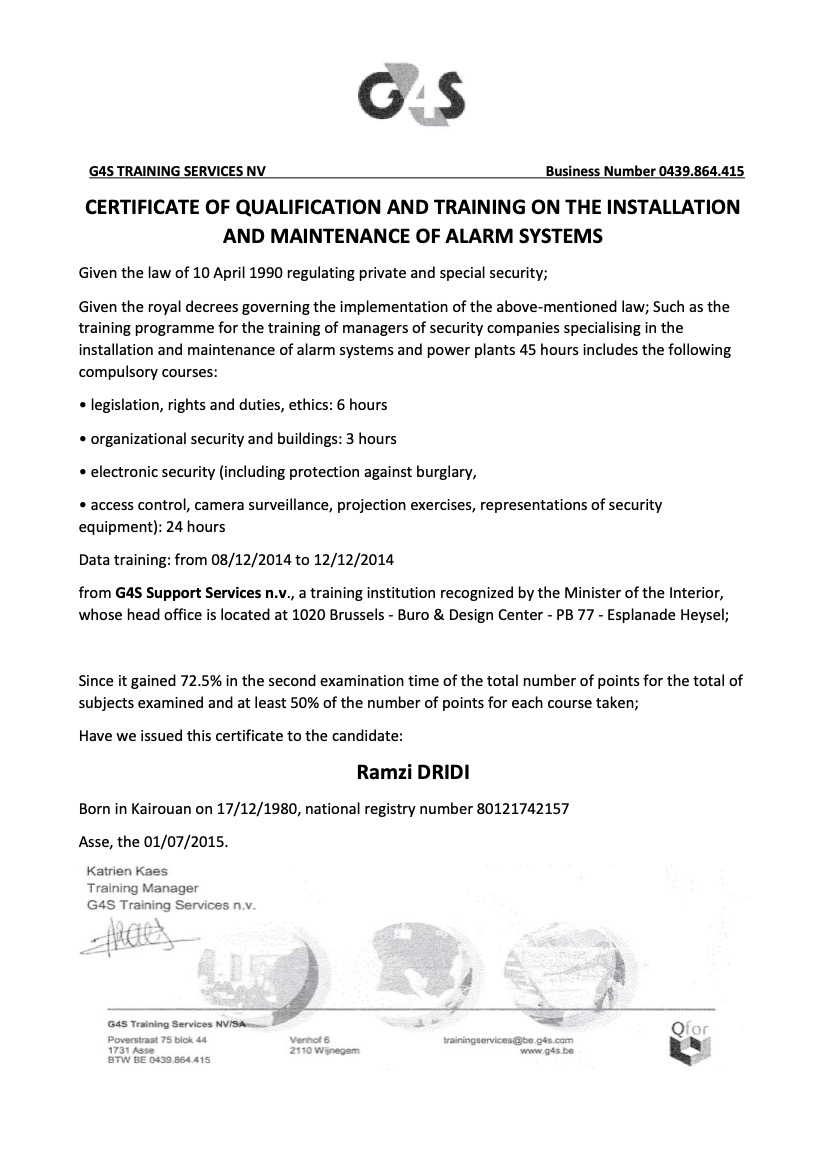 G4S
G4S TRAINING SERVICES NV Business Number 0439.864.415
CERTIFICATE OF QUALIFICATION AND TRAINING ON THE INSTALLATION
AND MAINTENANCE OF ALARM SYSTEMS
Given the law of 10 April 1990 regulating private and special security;
Given the royal decrees governing the implementation of the above-mentioned law; Such as the
training programme for the training of managers of security companies specialising in the
installation and maintenance of alarm systems and power plants 45 hours includes the following
compulsory courses:
• legislation, rights and duties, ethics: 6 hours
• organizational security and buildings: 3 hours
• electronic security (including protection against burglary,
• access control, camera surveillance, projection exercises, representations of security
equipment): 24 hours
Data training: from 08/12/2014 to 12/12/2014
from G4S Support Services n.v., a training institution recognized by the Minister of the Interior,
whose head office is located at 1020 Brussels - Buro & Design Center - PB 77 - Esplanade Heysel;
Since it gained 72.5% in the second examination time of the total number of points for the total of
subjects examined and at least 50% of the number of points for each course taken;
Have we issued this certificate to the candidate:
Ramzi DRIDI
Born in Kairouan on 17/12/1980, national registry number 80121742157
Asse, the 01/07/2015.
Katrien Kaes
Training Manager
G4S Training Services n.v.
G4S Training Services NV/SA
Poverstraat 75 blok 44 Venhof 6 trainingservices@be.g4s.com
1731 Asse 2110 Wijnegem www.g4s.be
BTW BE 0439.864.415
Qfor